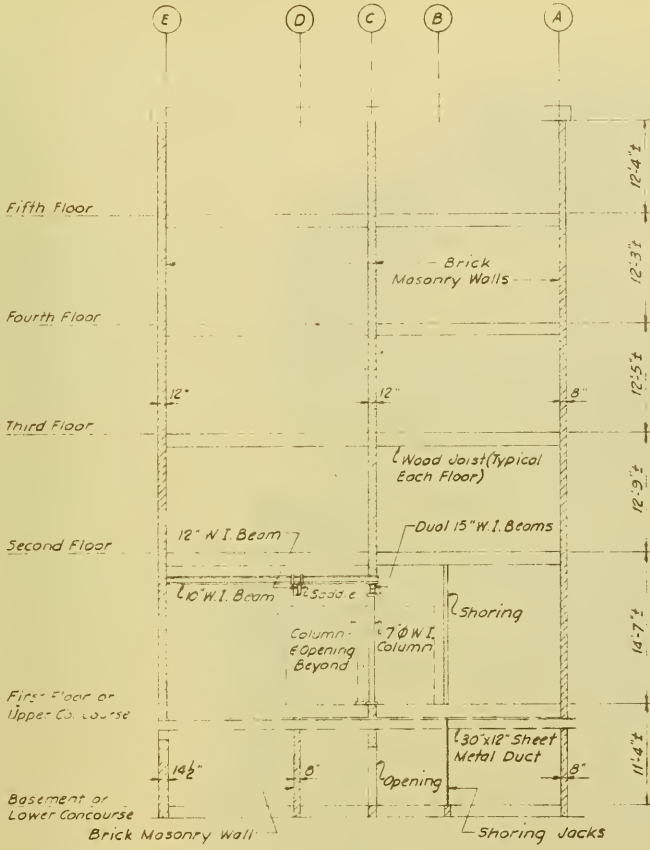 E D C B A
12'-4"±
Fifth Floor
12'-3"±
Brick
Masonry Walls
Fourth Floor
12'-5"±
12" 12" 8"
Third Floor
Wood Joist (Typical
Each Floor)
12'-9"±
12" W.I. Beam
Dual 15" W.I. Beams
Second Floor
10" W.I. Beam
Saddle
Shoring
Column
& Opening
Beyond
7"Φ W.I.
Column
14'-7"±
First Floor or
Upper Concourse
30"x12" Sheet
Metal Duct
14½" 8" Opening 8"
11'-4"±
Basement or
Lower Concourse
Brick Masonry Wall
Shoring Jacks